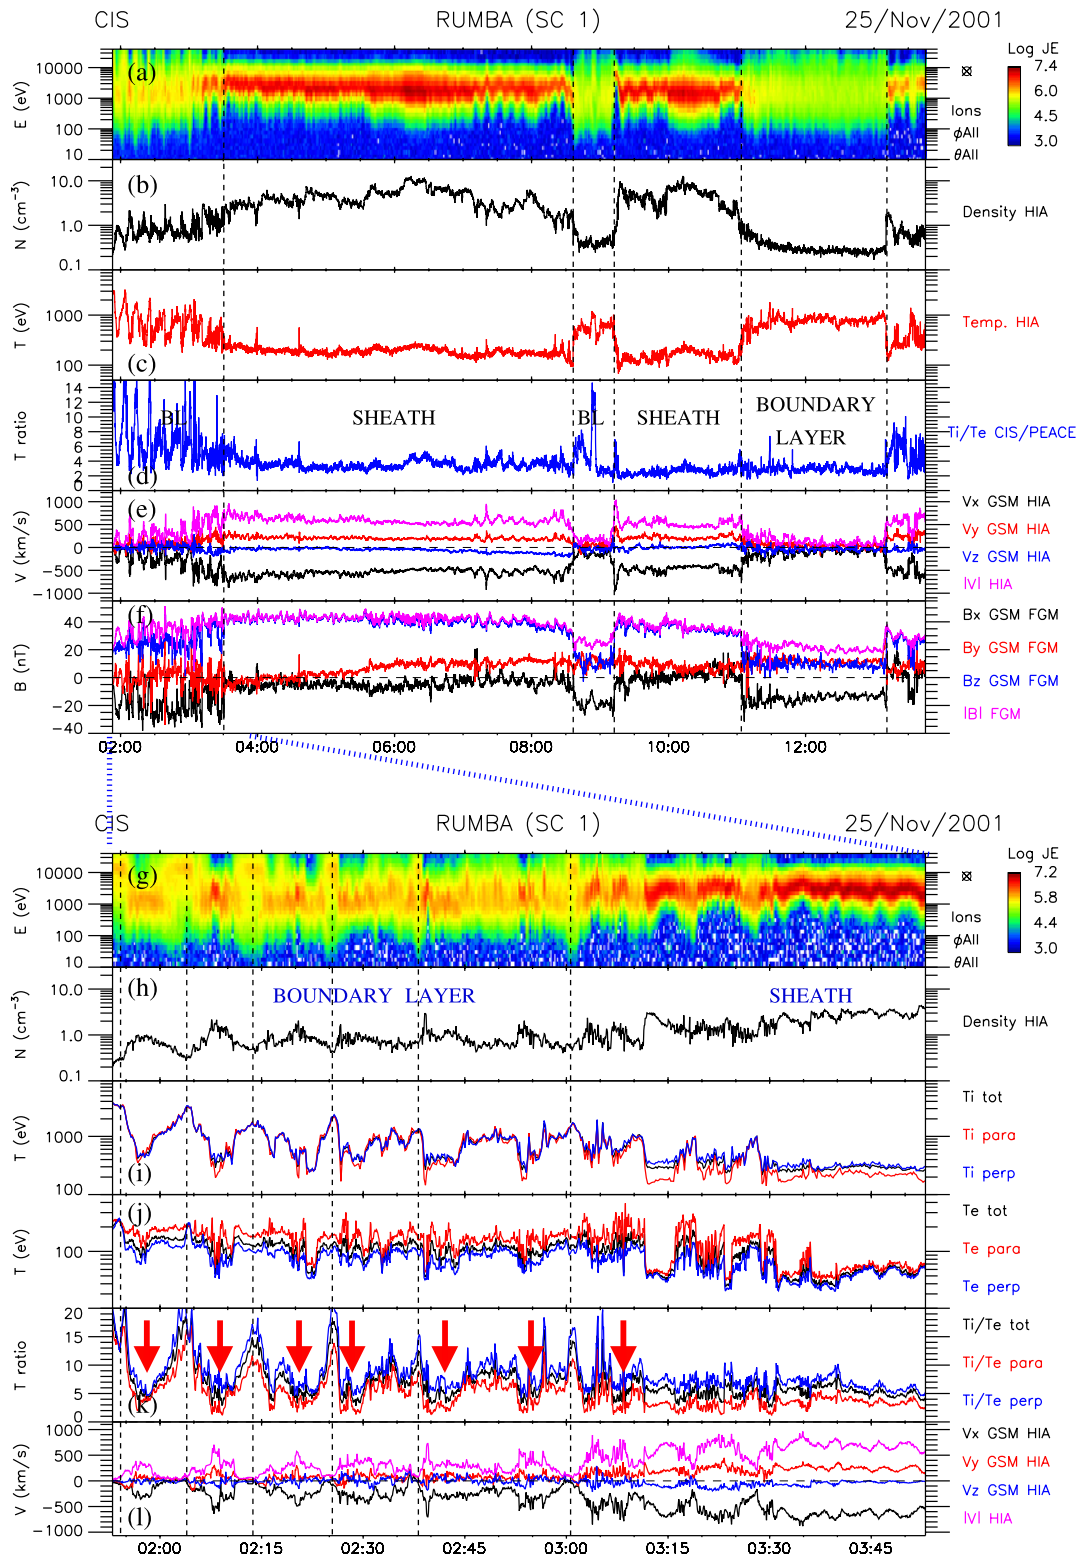 CIS RUMBA (SC 1) 25/Nov/2001
(a)
E (eV)
10000
1000
100
10
Log JE
7.4
6.0
4.5
3.0
Ions
ϕAll
θAll
(b)
N (cm⁻³)
10.0
1.0
0.1
Density HIA
(c)
T (eV)
1000
100
Temp. HIA
(d)
T ratio
14
12
10
8
6
4
2
0
BL SHEATH BL SHEATH BOUNDARY LAYER
Ti/Te CIS/PEACE
(e)
V (km/s)
1000
500
0
−500
−1000
Vx GSM HIA
Vy GSM HIA
Vz GSM HIA
|V| HIA
(f)
B (nT)
40
20
0
−20
−40
Bx GSM FGM
By GSM FGM
Bz GSM FGM
|B| FGM
02:00 04:00 06:00 08:00 10:00 12:00
CIS RUMBA (SC 1) 25/Nov/2001
(g)
E (eV)
10000
1000
100
10
Log JE
7.2
5.8
4.4
3.0
Ions
ϕAll
θAll
(h)
N (cm⁻³)
10.0
1.0
0.1
BOUNDARY LAYER SHEATH
Density HIA
(i)
T (eV)
1000
100
Ti tot
Ti para
Ti perp
(j)
T (eV)
100
Te tot
Te para
Te perp
(k)
T ratio
20
15
10
5
0
Ti/Te tot
Ti/Te para
Ti/Te perp
(l)
V (km/s)
1000
500
0
−500
−1000
Vx GSM HIA
Vy GSM HIA
Vz GSM HIA
|V| HIA
02:00 02:15 02:30 02:45 03:00 03:15 03:30 03:45